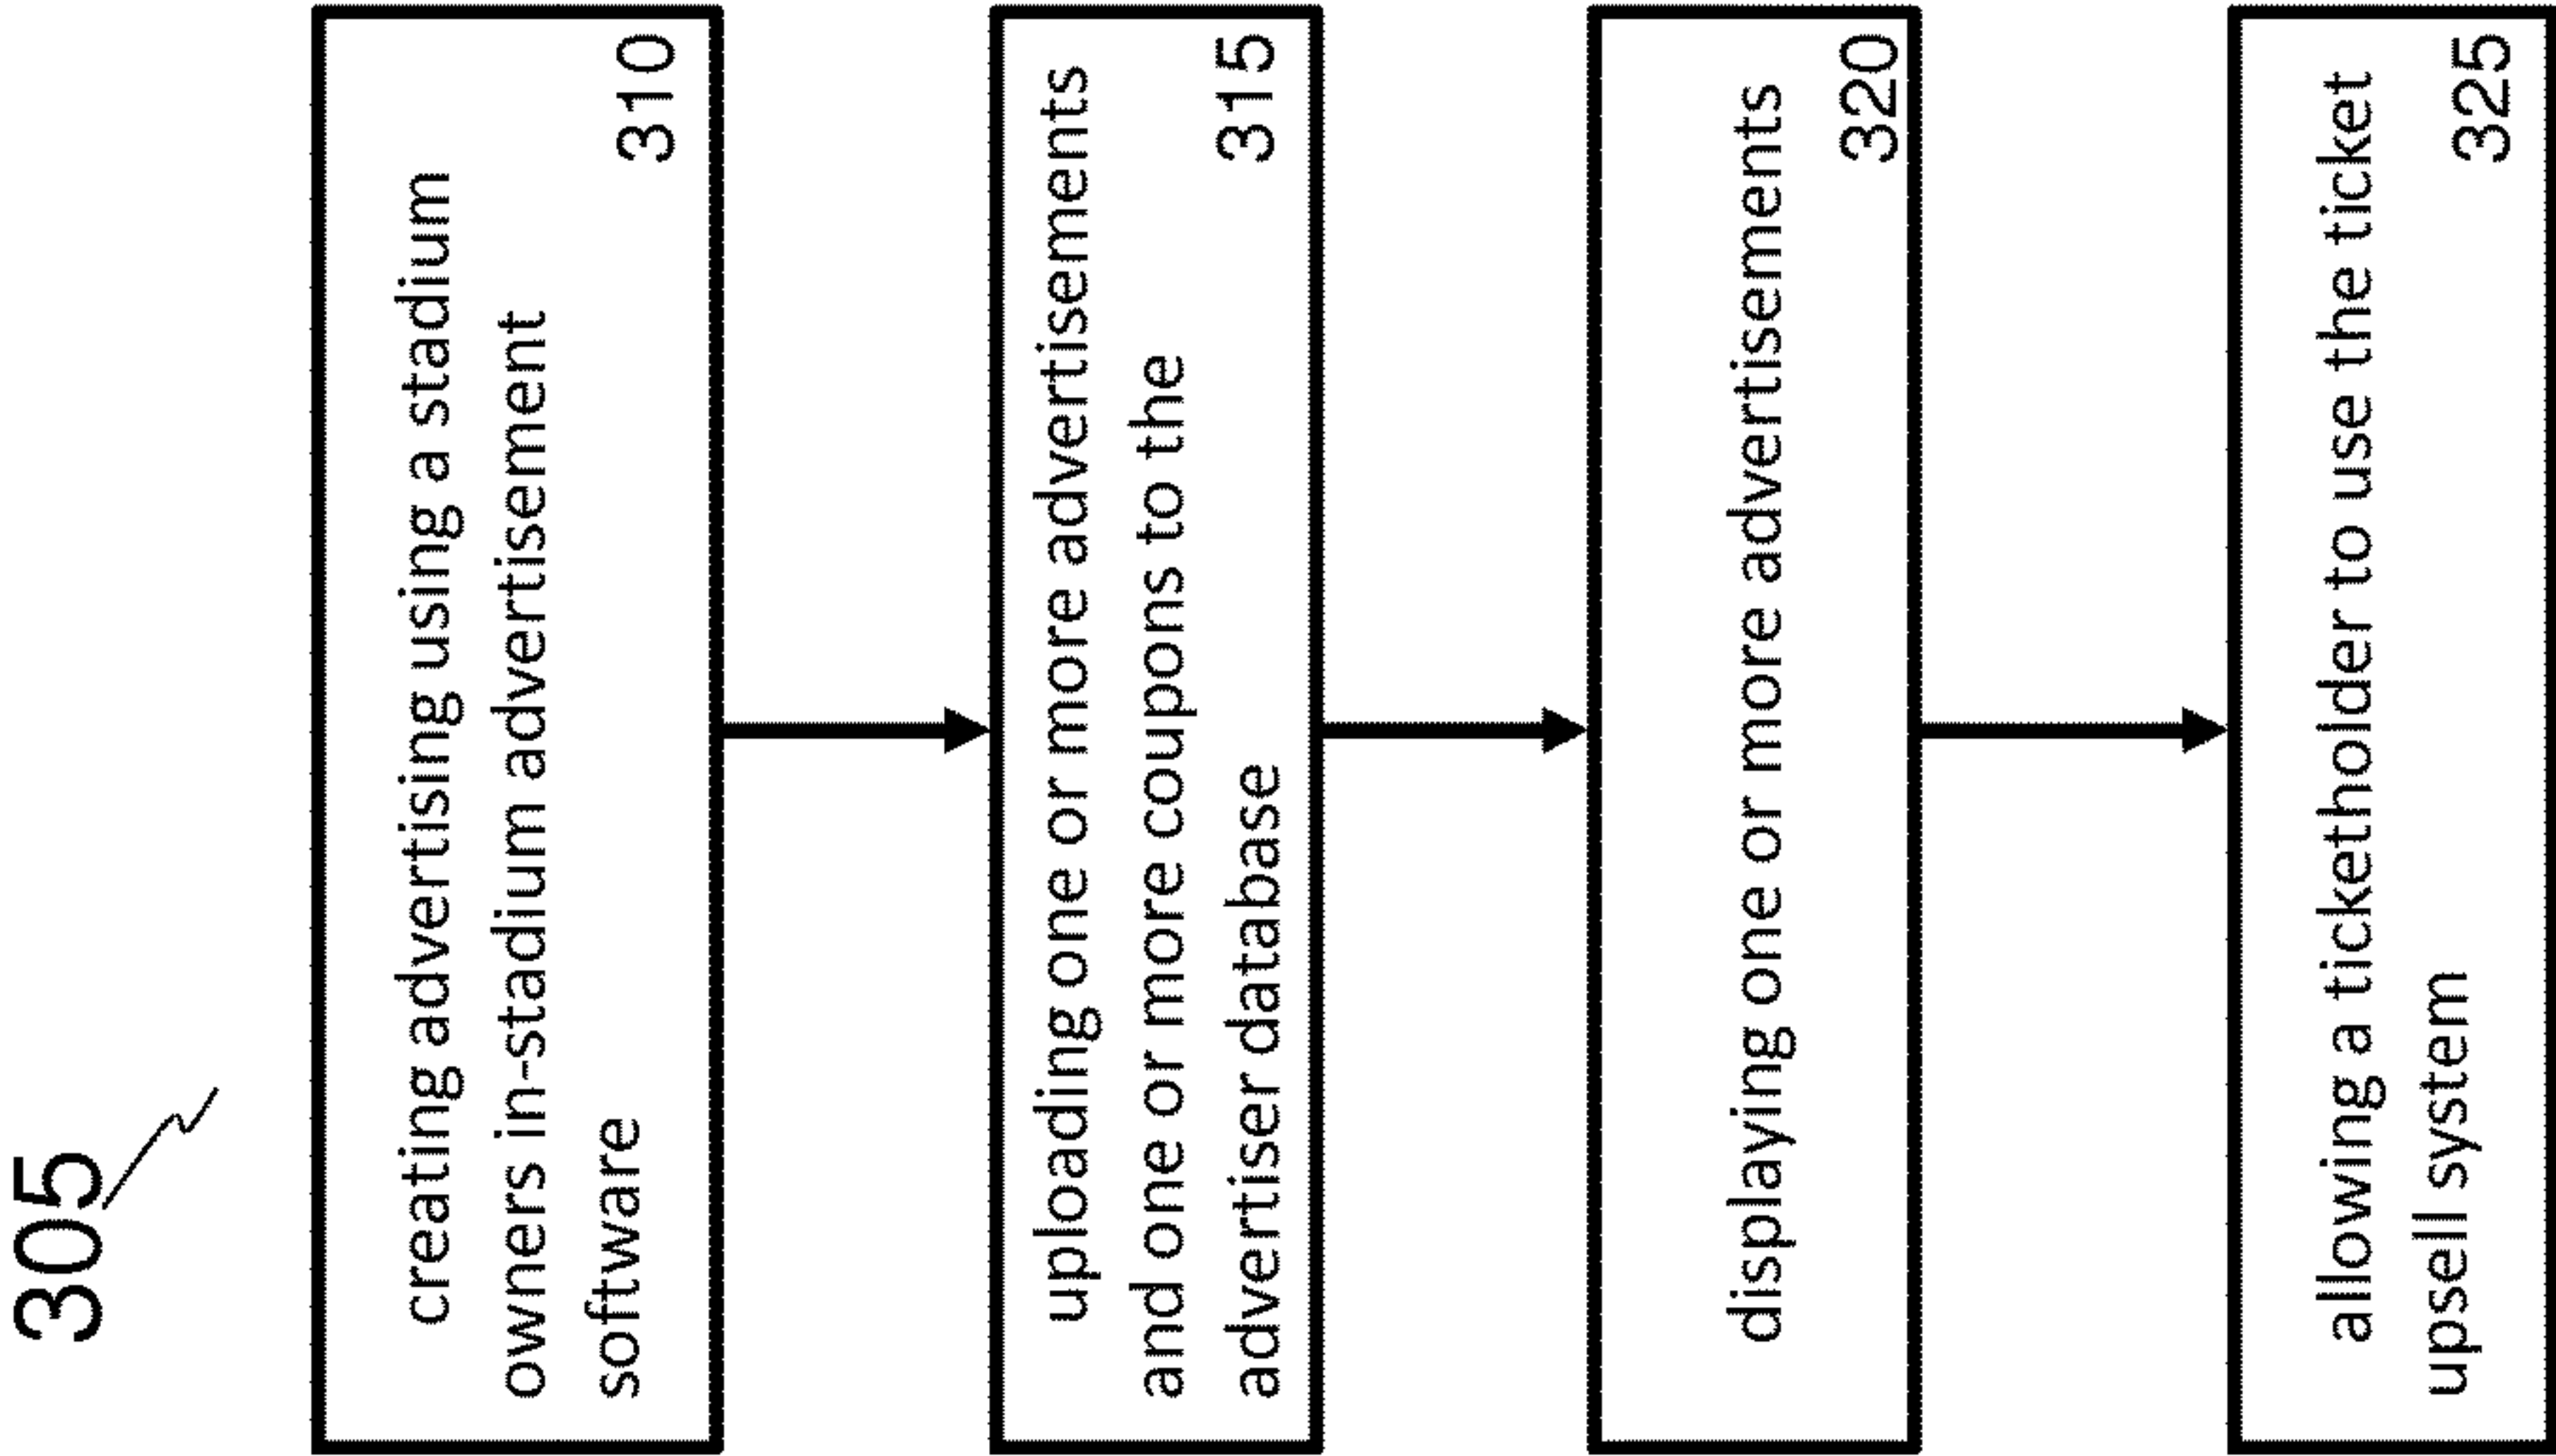 305
creating advertising using a stadium
owners in-stadium advertisement
software
310
uploading one or more advertisements
and one or more coupons to the
advertiser database
315
displaying one or more advertisements
320
allowing a ticketholder to use the ticket
upsell system
325